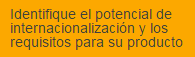 Identifique el potencial de
internacionalización y los
requisitos para su producto